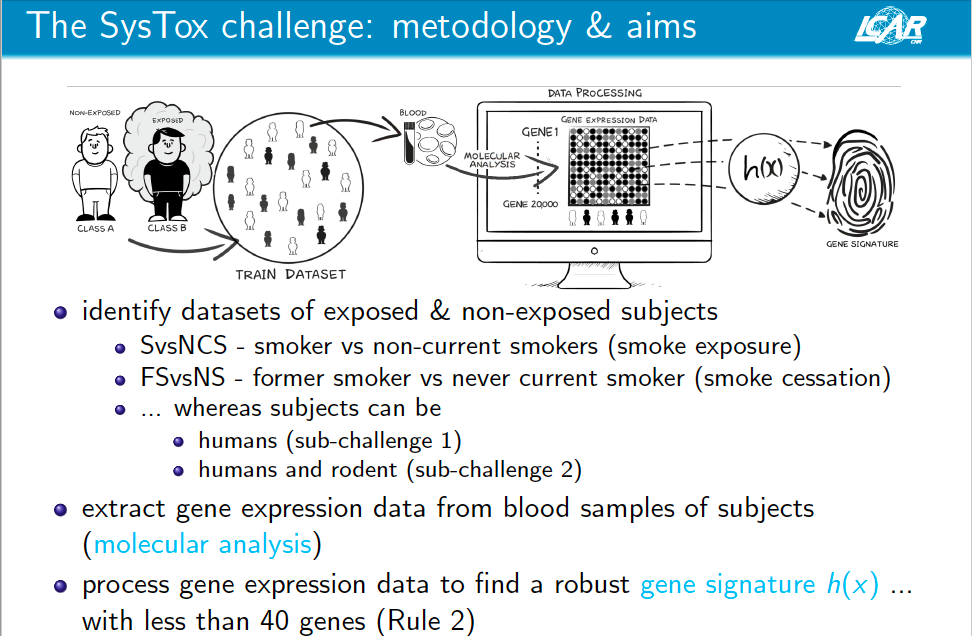 The SysTox challenge: metodology & aims
ICAR
CNR
NON-EXPOSED
EXPOSED
CLASS A
CLASS B
TRAIN DATASET
BLOOD
MOLECULAR
ANALYSIS
DATA PROCESSING
GENE EXPRESSION DATA
GENE 1
GENE 20,000
h(x)
GENE SIGNATURE
identify datasets of exposed & non-exposed subjects
SvsNCS - smoker vs non-current smokers (smoke exposure)
FSvsNS - former smoker vs never current smoker (smoke cessation)
... whereas subjects can be
humans (sub-challenge 1)
humans and rodent (sub-challenge 2)
extract gene expression data from blood samples of subjects
(molecular analysis)
process gene expression data to find a robust gene signature h(x) ...
with less than 40 genes (Rule 2)